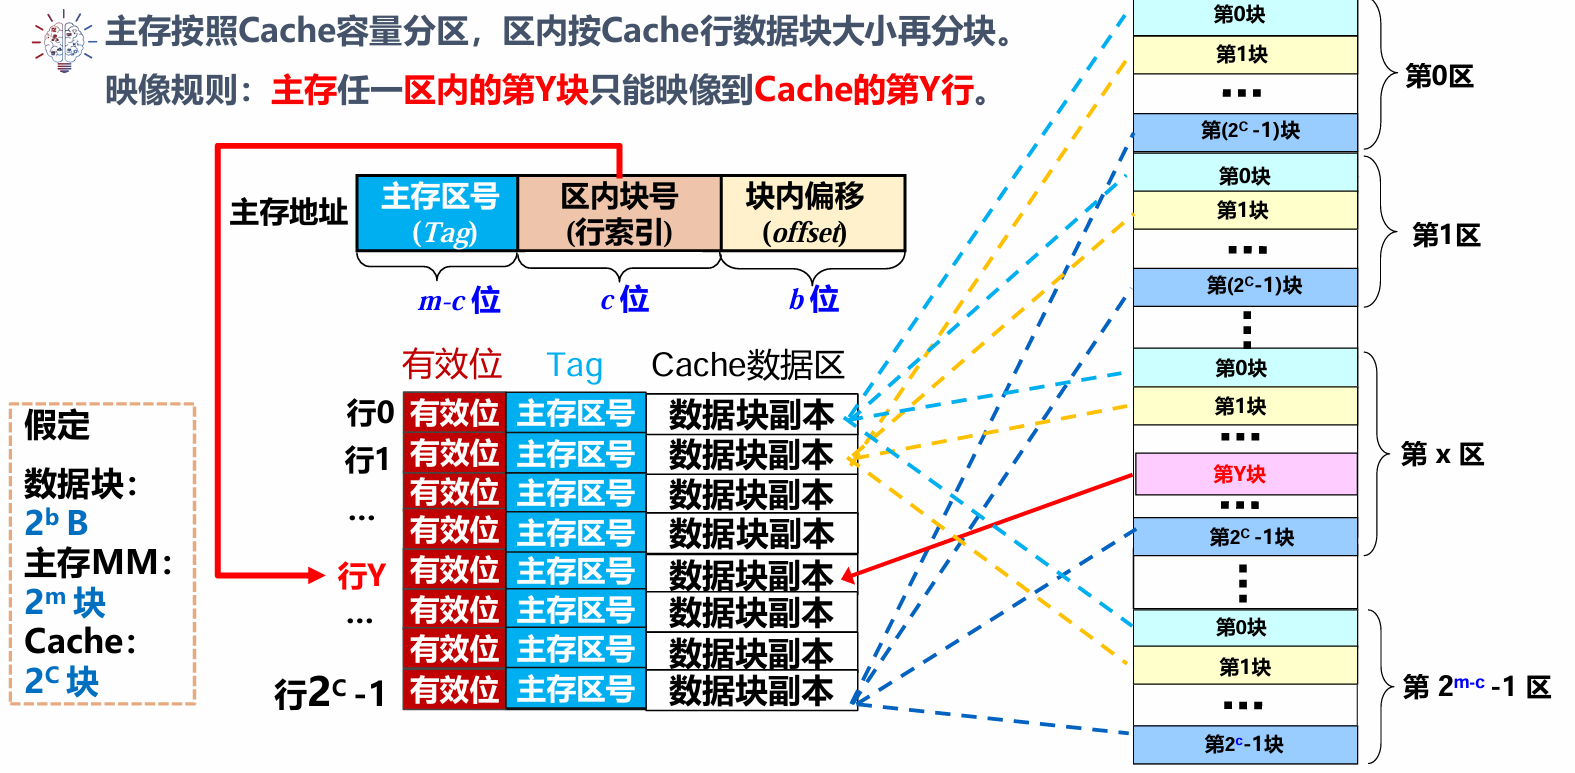 主存按照Cache容量分区，区内按Cache行数据块大小再分块。
映像规则：主存任一区内的第Y块只能映像到Cache的第Y行。
主存地址
主存区号
(Tag)
区内块号
(行索引)
块内偏移
(offset)
m-c 位
c 位
b 位
有效位 Tag Cache数据区
行0 有效位 主存区号 数据块副本
行1 有效位 主存区号 数据块副本
有效位 主存区号 数据块副本
...
有效位 主存区号 数据块副本
行Y 有效位 主存区号 数据块副本
... 有效位 主存区号 数据块副本
有效位 主存区号 数据块副本
行2ᶜ -1 有效位 主存区号 数据块副本
假定
数据块：
2ᵇ B
主存MM：
2ᵐ 块
Cache：
2ᶜ 块
第0块
第1块
...
第(2ᶜ -1)块
第0区
第0块
第1块
...
第(2ᶜ-1)块
第1区
⋮
第0块
第1块
...
第Y块
...
第2ᶜ -1块
第 x 区
⋮
第0块
第1块
...
第2ᶜ-1块
第 2ᵐ⁻ᶜ -1 区